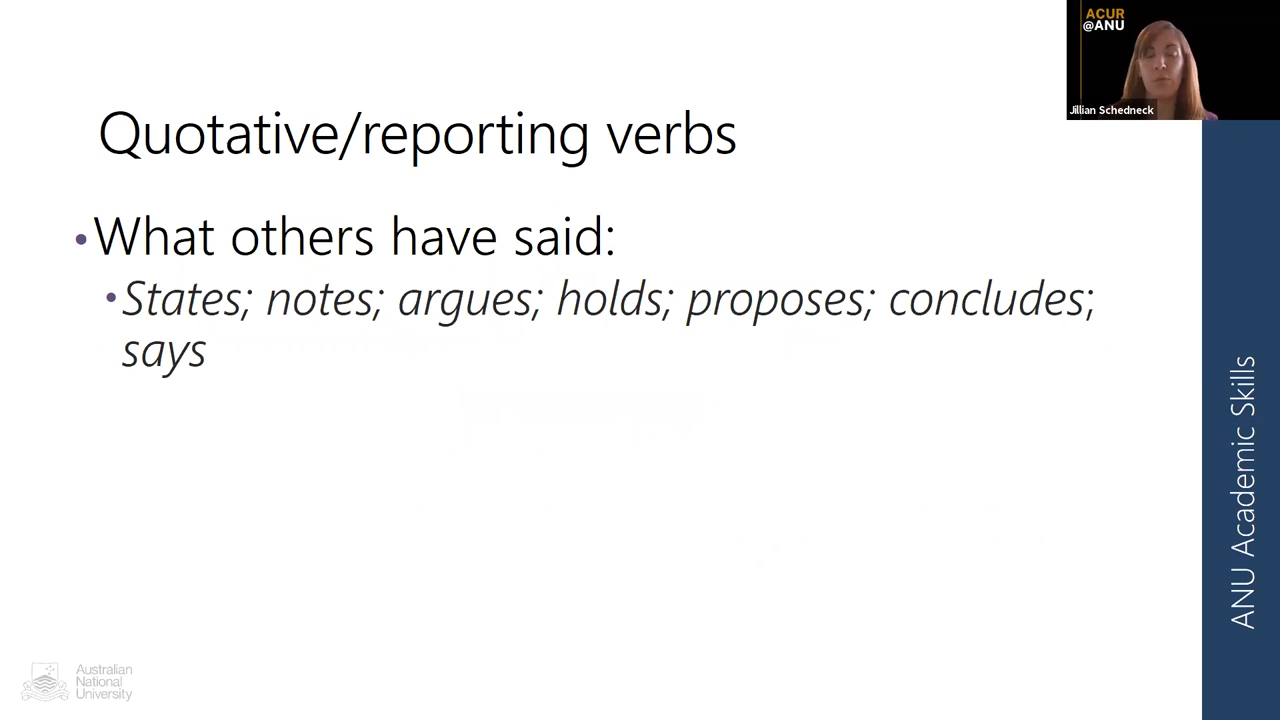 ACUR
@ANU
Jillian Schedneck
Quotative/reporting verbs
•What others have said:
•States; notes; argues; holds; proposes; concludes;
says
ANU Academic Skills
Australian
National
University